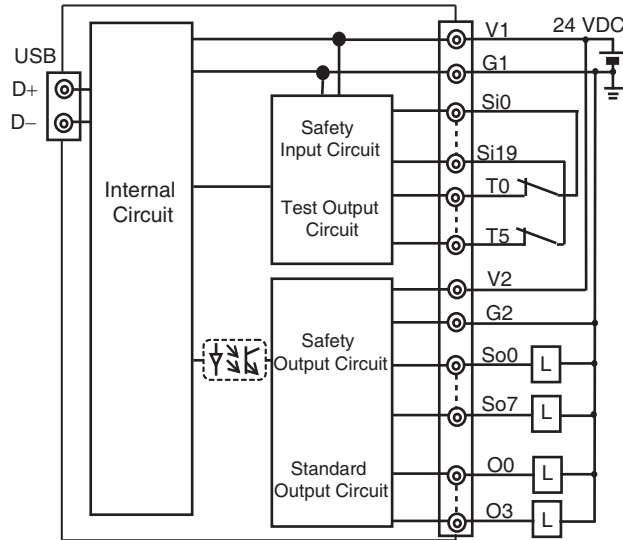 V1
24 VDC
USB
G1
D+
Si0
D–
Safety
Input Circuit
Si19
Internal
Circuit
T0
Test Output
Circuit
T5
V2
G2
Safety
Output Circuit
So0
L
So7
L
Standard
Output Circuit
O0
L
O3
L